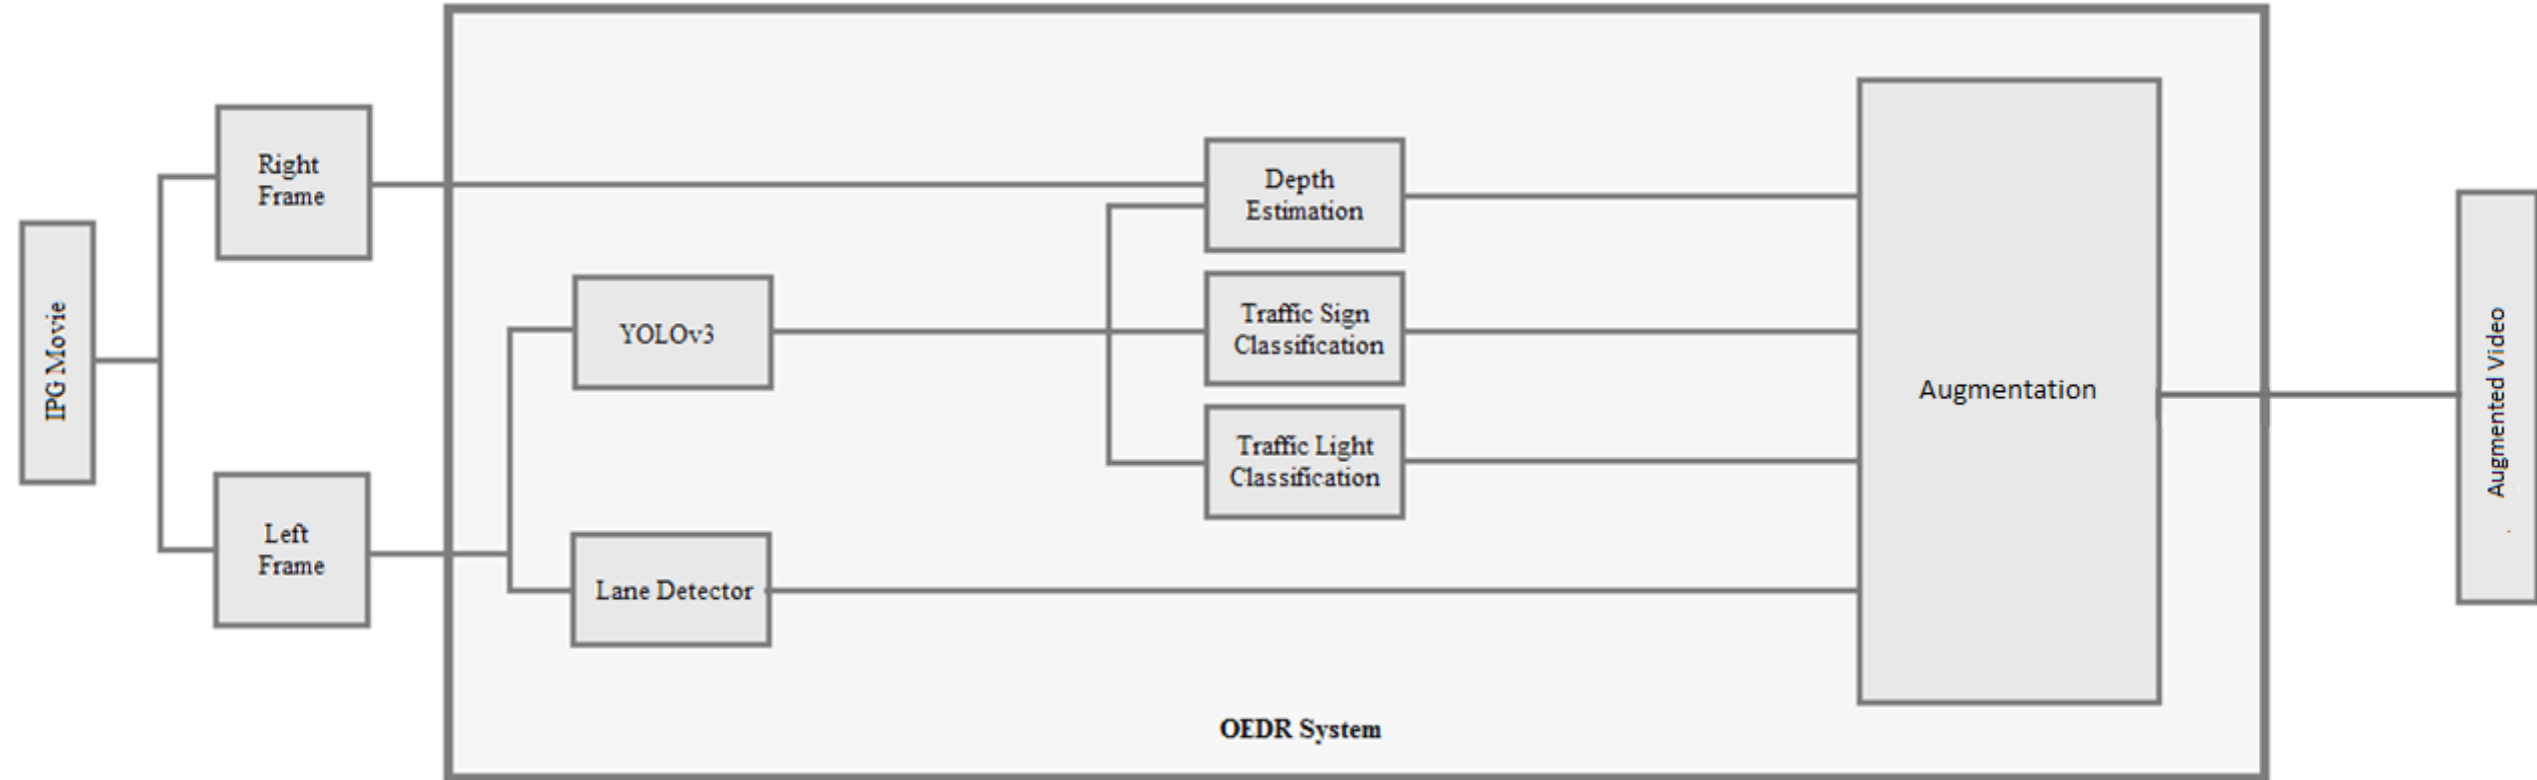 IPG Movie
Right
Frame
Left
Frame
YOLOv3
Lane Detector
Depth
Estimation
Traffic Sign
Classification
Traffic Light
Classification
Augmentation
OEDR System
Augmented Video